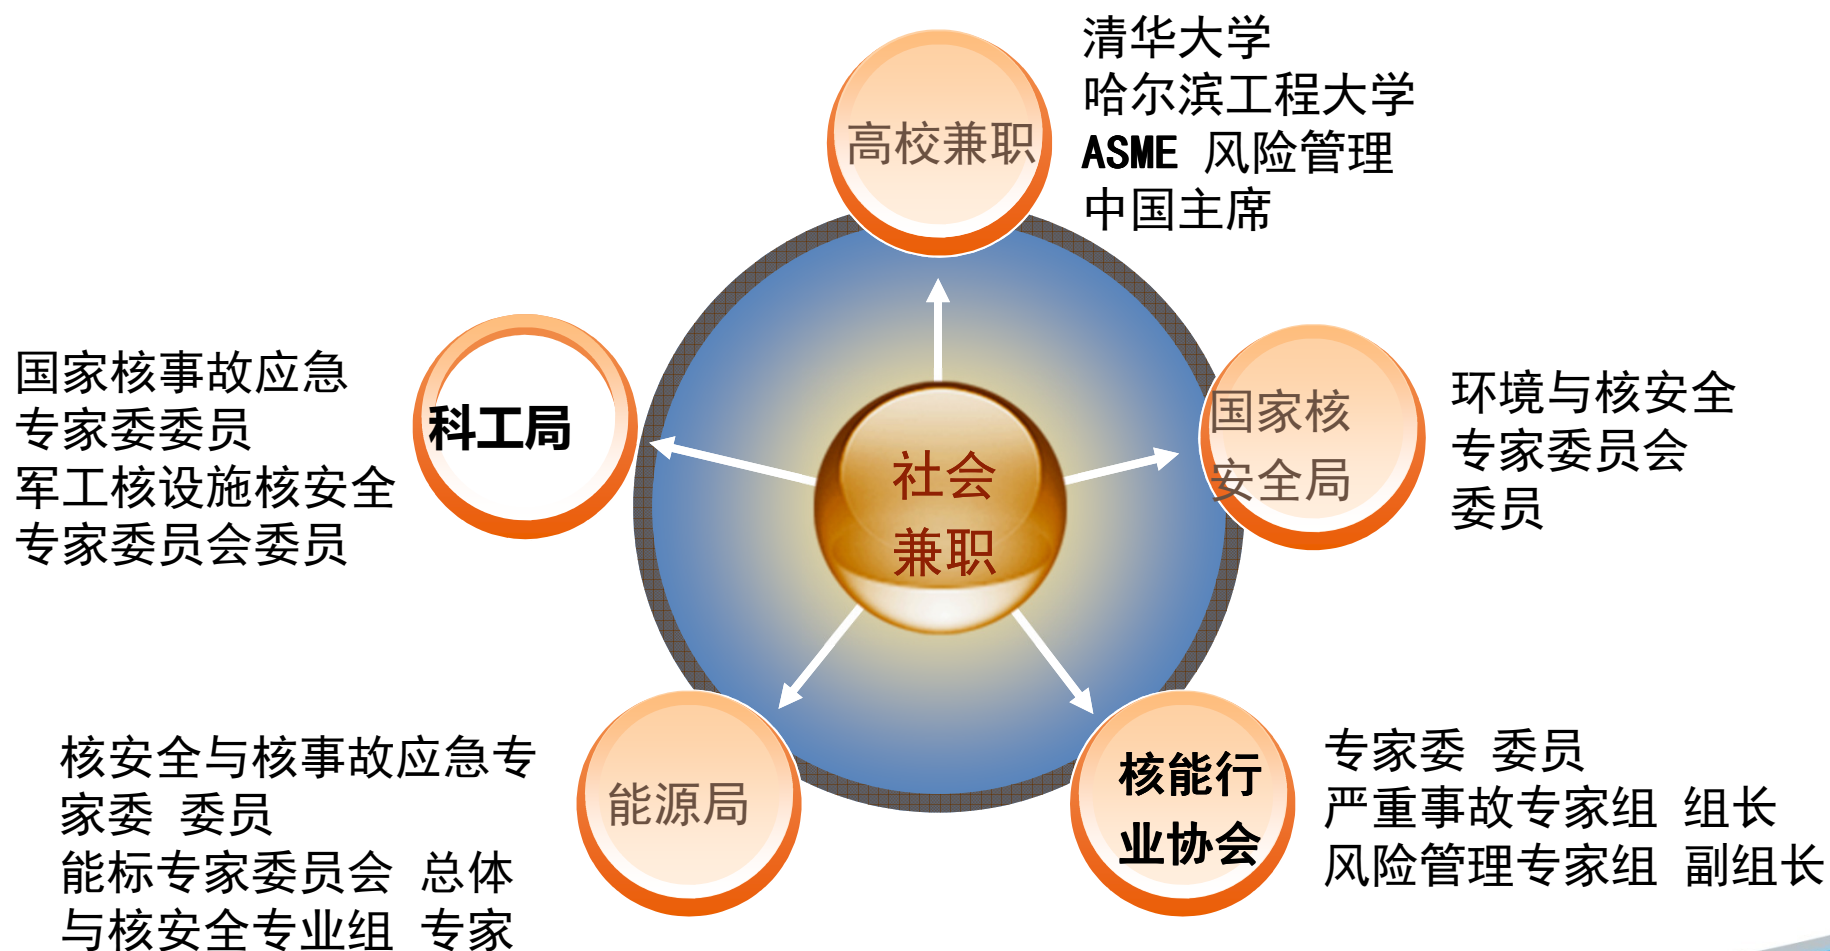 清华大学
哈尔滨工程大学
ASME 风险管理
中国主席
高校兼职
国家核事故应急
专家委委员
军工核设施核安全
专家委员会委员
科工局
社会
兼职
国家核
安全局
环境与核安全
专家委员会
委员
核安全与核事故应急专
家委 委员
能标专家委员会 总体
与核安全专业组 专家
能源局
核能行
业协会
专家委 委员
严重事故专家组 组长
风险管理专家组 副组长